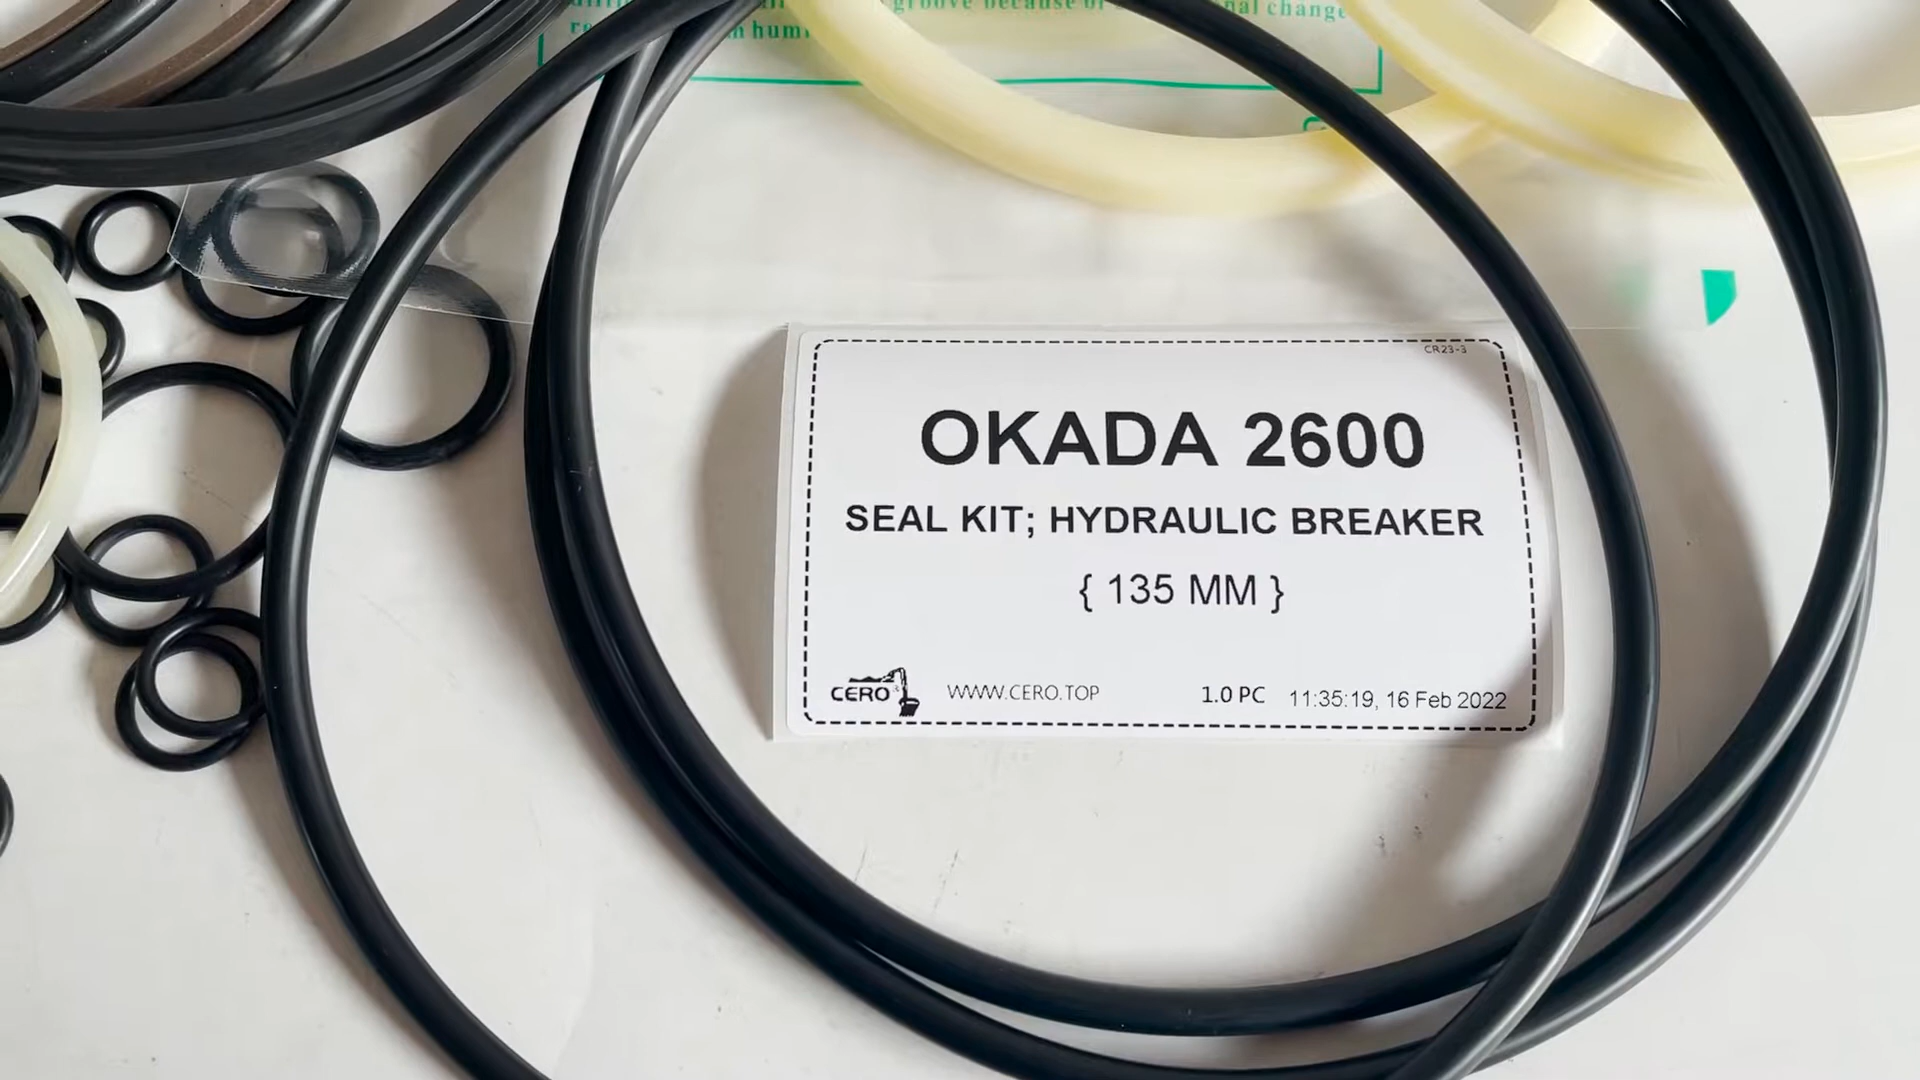 groove because of
nal change
CR23-3
OKADA 2600
SEAL KIT; HYDRAULIC BREAKER
{ 135 MM }
CERO WWW.CERO.TOP 1.0 PC 11:35:19, 16 Feb 2022